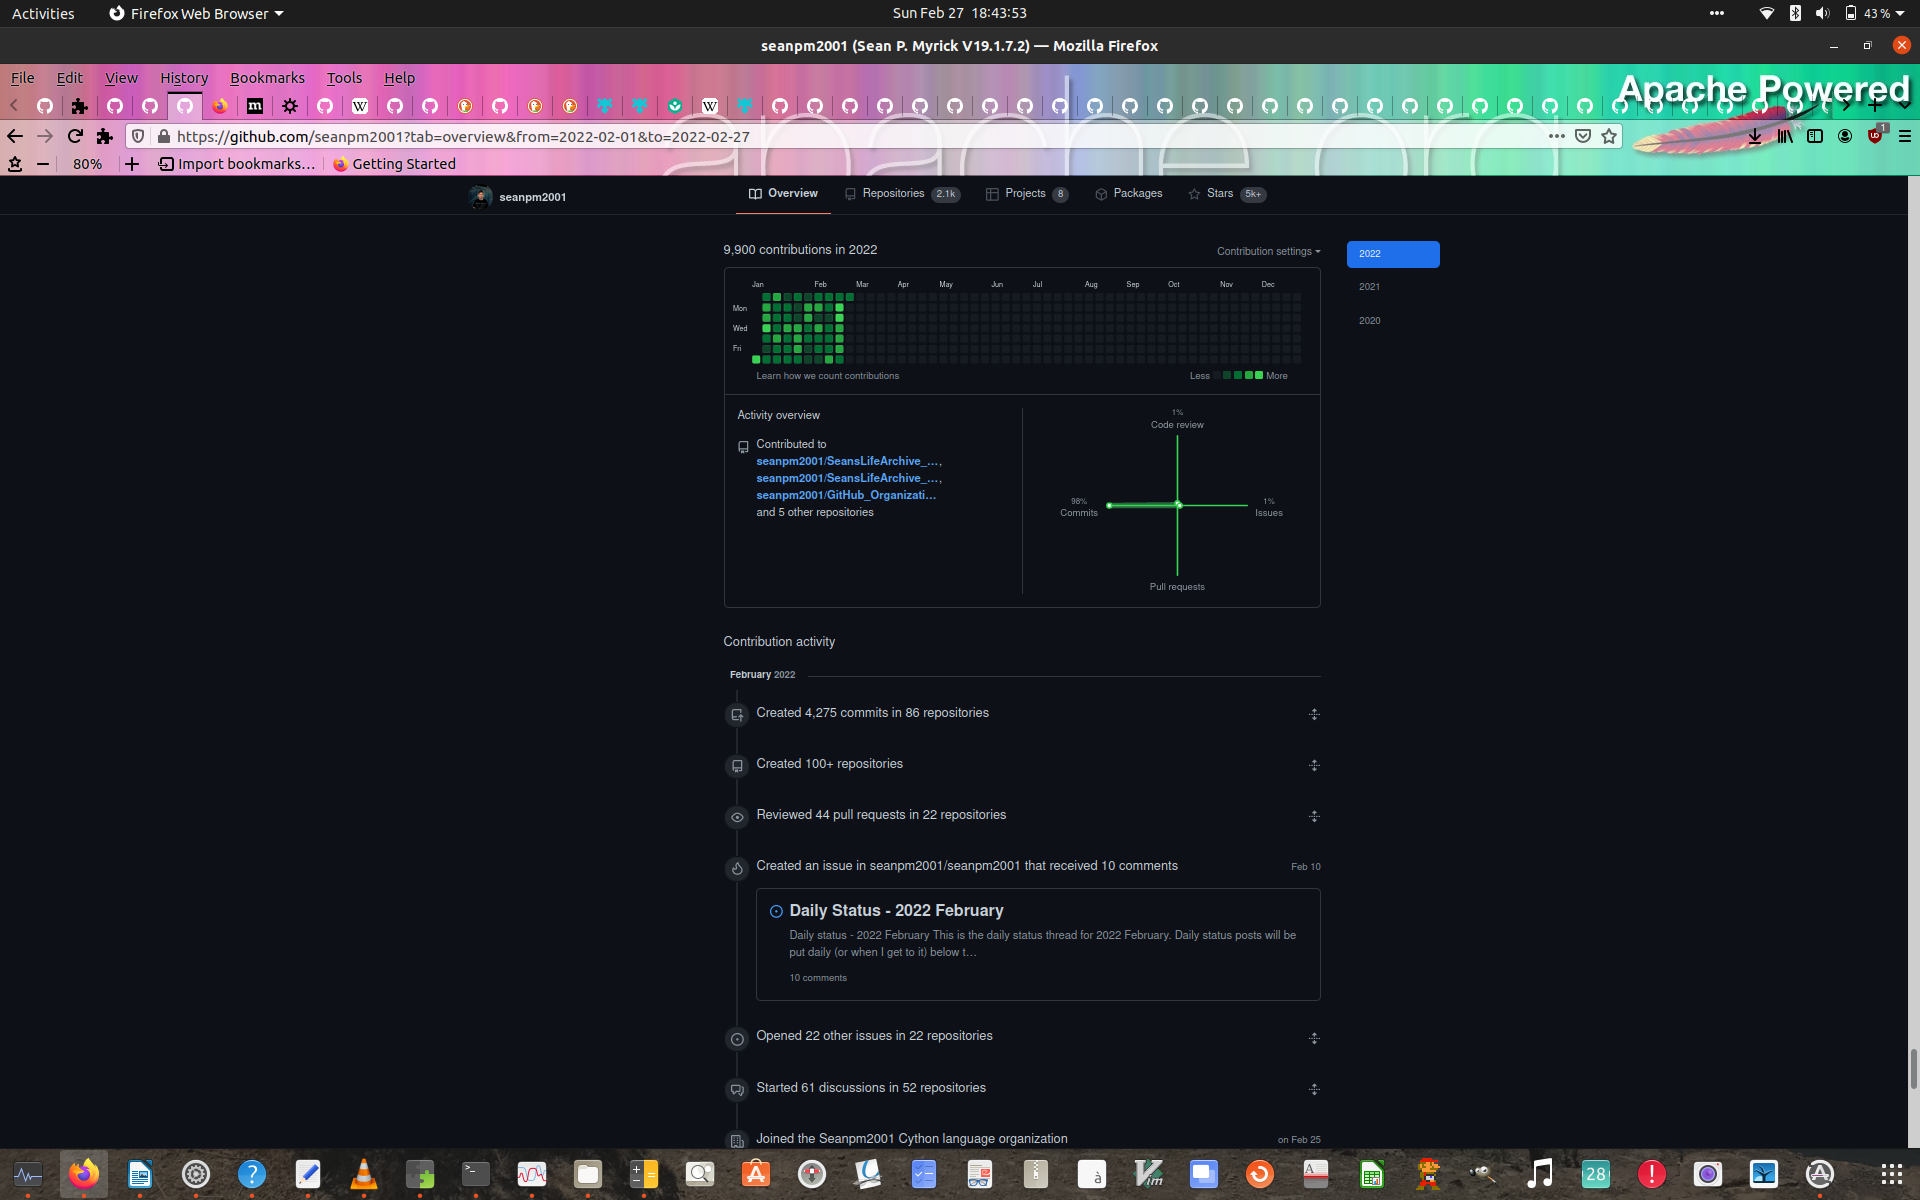 Activities
Firefox Web Browser
Sun Feb 27 18:43:53
43 %
seanpm2001 (Sean P. Myrick V19.1.7.2) — Mozilla Firefox
File Edit View History Bookmarks Tools Help
Apache Powered
https://github.com/seanpm2001?tab=overview&from=2022-02-01&to=2022-02-27
80%
Import bookmarks…
Getting Started
seanpm2001
Overview
Repositories 2.1k
Projects 8
Packages
Stars 5k+
9,900 contributions in 2022
Contribution settings
2022
2021
2020
Jan Feb Mar Apr May Jun Jul Aug Sep Oct Nov Dec
Mon
Wed
Fri
Learn how we count contributions
Less More
Activity overview
Contributed to
seanpm2001/SeansLifeArchive_…,
seanpm2001/SeansLifeArchive_…,
seanpm2001/GitHub_Organizati…
and 5 other repositories
1%
Code review
98%
Commits
1%
Issues
Pull requests
Contribution activity
February 2022
Created 4,275 commits in 86 repositories
Created 100+ repositories
Reviewed 44 pull requests in 22 repositories
Created an issue in seanpm2001/seanpm2001 that received 10 comments
Feb 10
Daily Status - 2022 February
Daily status - 2022 February This is the daily status thread for 2022 February. Daily status posts will be
put daily (or when I get to it) below t…
10 comments
Opened 22 other issues in 22 repositories
Started 61 discussions in 52 repositories
Joined the Seanpm2001 Cython language organization
on Feb 25
28